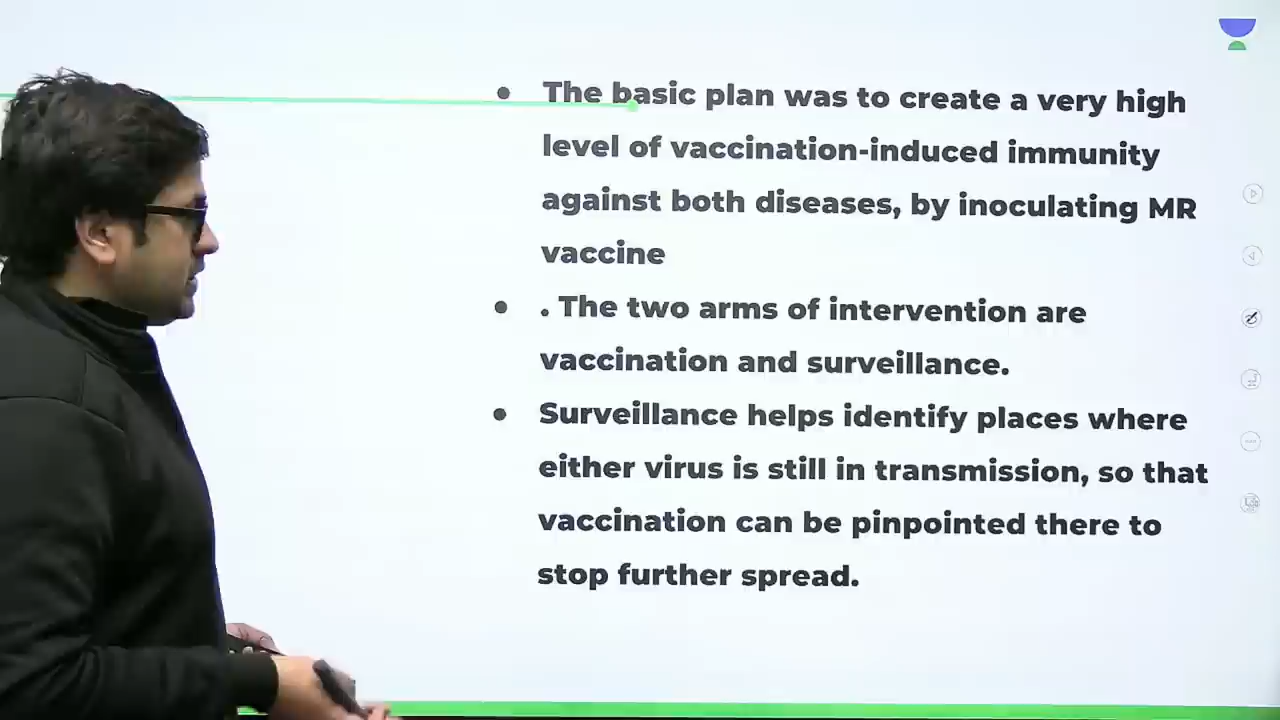 • The basic plan was to create a very high
level of vaccination-induced immunity
against both diseases, by inoculating MR
vaccine
• . The two arms of intervention are
vaccination and surveillance.
• Surveillance helps identify places where
either virus is still in transmission, so that
vaccination can be pinpointed there to
stop further spread.